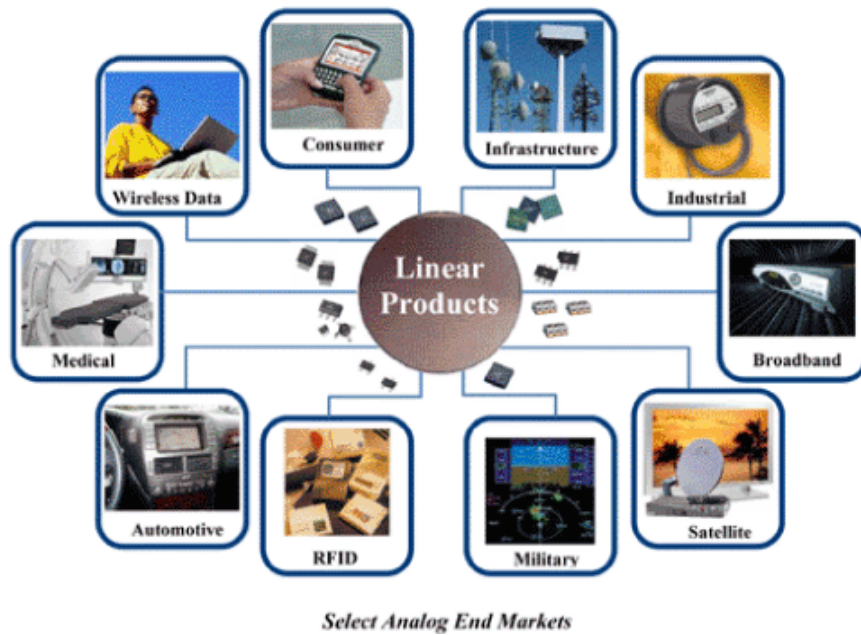 Consumer
Infrastructure
Wireless Data
Industrial
Linear
Products
Medical
Broadband
Automotive
RFID
Military
Satellite
Select Analog End Markets